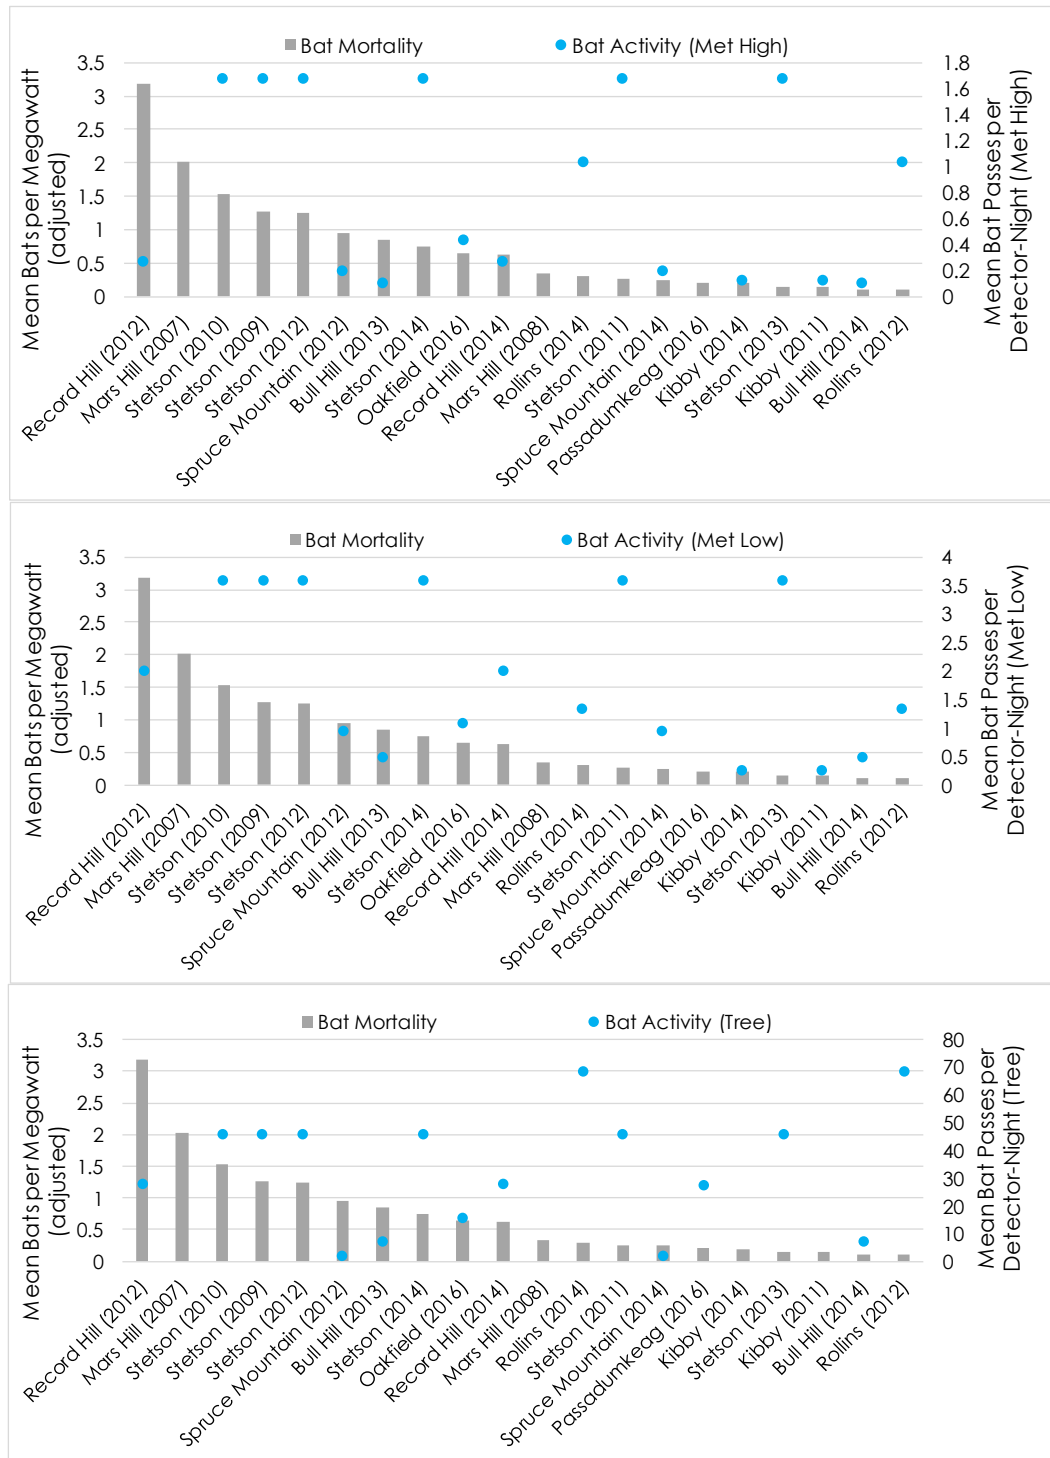 Bat Mortality
Bat Activity (Met High)
Mean Bats per Megawatt
(adjusted)
3.5
3
2.5
2
1.5
1
0.5
0
1.8
1.6
1.4
1.2
1
0.8
0.6
0.4
0.2
0
Mean Bat Passes per
Detector-Night (Met High)
Record Hill (2012)
Mars Hill (2007)
Stetson (2010)
Stetson (2009)
Stetson (2012)
Spruce Mountain (2012)
Bull Hill (2013)
Stetson (2014)
Oakfield (2016)
Record Hill (2014)
Mars Hill (2008)
Rollins (2014)
Stetson (2011)
Spruce Mountain (2014)
Passadumkeag (2016)
Kibby (2014)
Stetson (2013)
Kibby (2011)
Bull Hill (2014)
Rollins (2012)
Bat Mortality
Bat Activity (Met Low)
Mean Bats per Megawatt
(adjusted)
3.5
3
2.5
2
1.5
1
0.5
0
4
3.5
3
2.5
2
1.5
1
0.5
0
Mean Bat Passes per
Detector-Night (Met Low)
Record Hill (2012)
Mars Hill (2007)
Stetson (2010)
Stetson (2009)
Stetson (2012)
Spruce Mountain (2012)
Bull Hill (2013)
Stetson (2014)
Oakfield (2016)
Record Hill (2014)
Mars Hill (2008)
Rollins (2014)
Stetson (2011)
Spruce Mountain (2014)
Passadumkeag (2016)
Kibby (2014)
Stetson (2013)
Kibby (2011)
Bull Hill (2014)
Rollins (2012)
Bat Mortality
Bat Activity (Tree)
Mean Bats per Megawatt
(adjusted)
3.5
3
2.5
2
1.5
1
0.5
0
80
70
60
50
40
30
20
10
0
Mean Bat Passes per
Detector-Night (Tree)
Record Hill (2012)
Mars Hill (2007)
Stetson (2010)
Stetson (2009)
Stetson (2012)
Spruce Mountain (2012)
Bull Hill (2013)
Stetson (2014)
Oakfield (2016)
Record Hill (2014)
Mars Hill (2008)
Rollins (2014)
Stetson (2011)
Spruce Mountain (2014)
Passadumkeag (2016)
Kibby (2014)
Stetson (2013)
Kibby (2011)
Bull Hill (2014)
Rollins (2012)